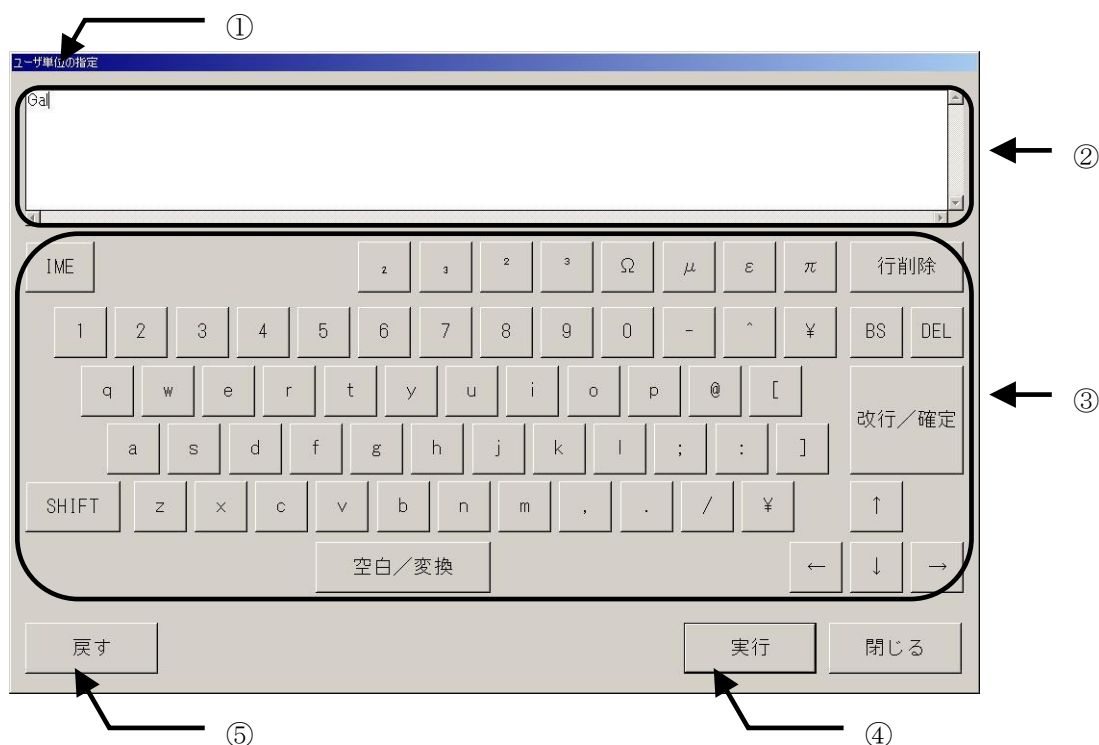 ①
ユーザ単位の指定
Gal
②
IME ₂ ₃ ² ³ Ω μ ε π 行削除
1 2 3 4 5 6 7 8 9 0 - ^ ¥ BS DEL
q w e r t y u i o p @ [
改行／確定
③
a s d f g h j k l ; : ]
SHIFT z x c v b n m , . / ¥ ↑
空白／変換 ← ↓ →
戻す 実行 閉じる
⑤ ④